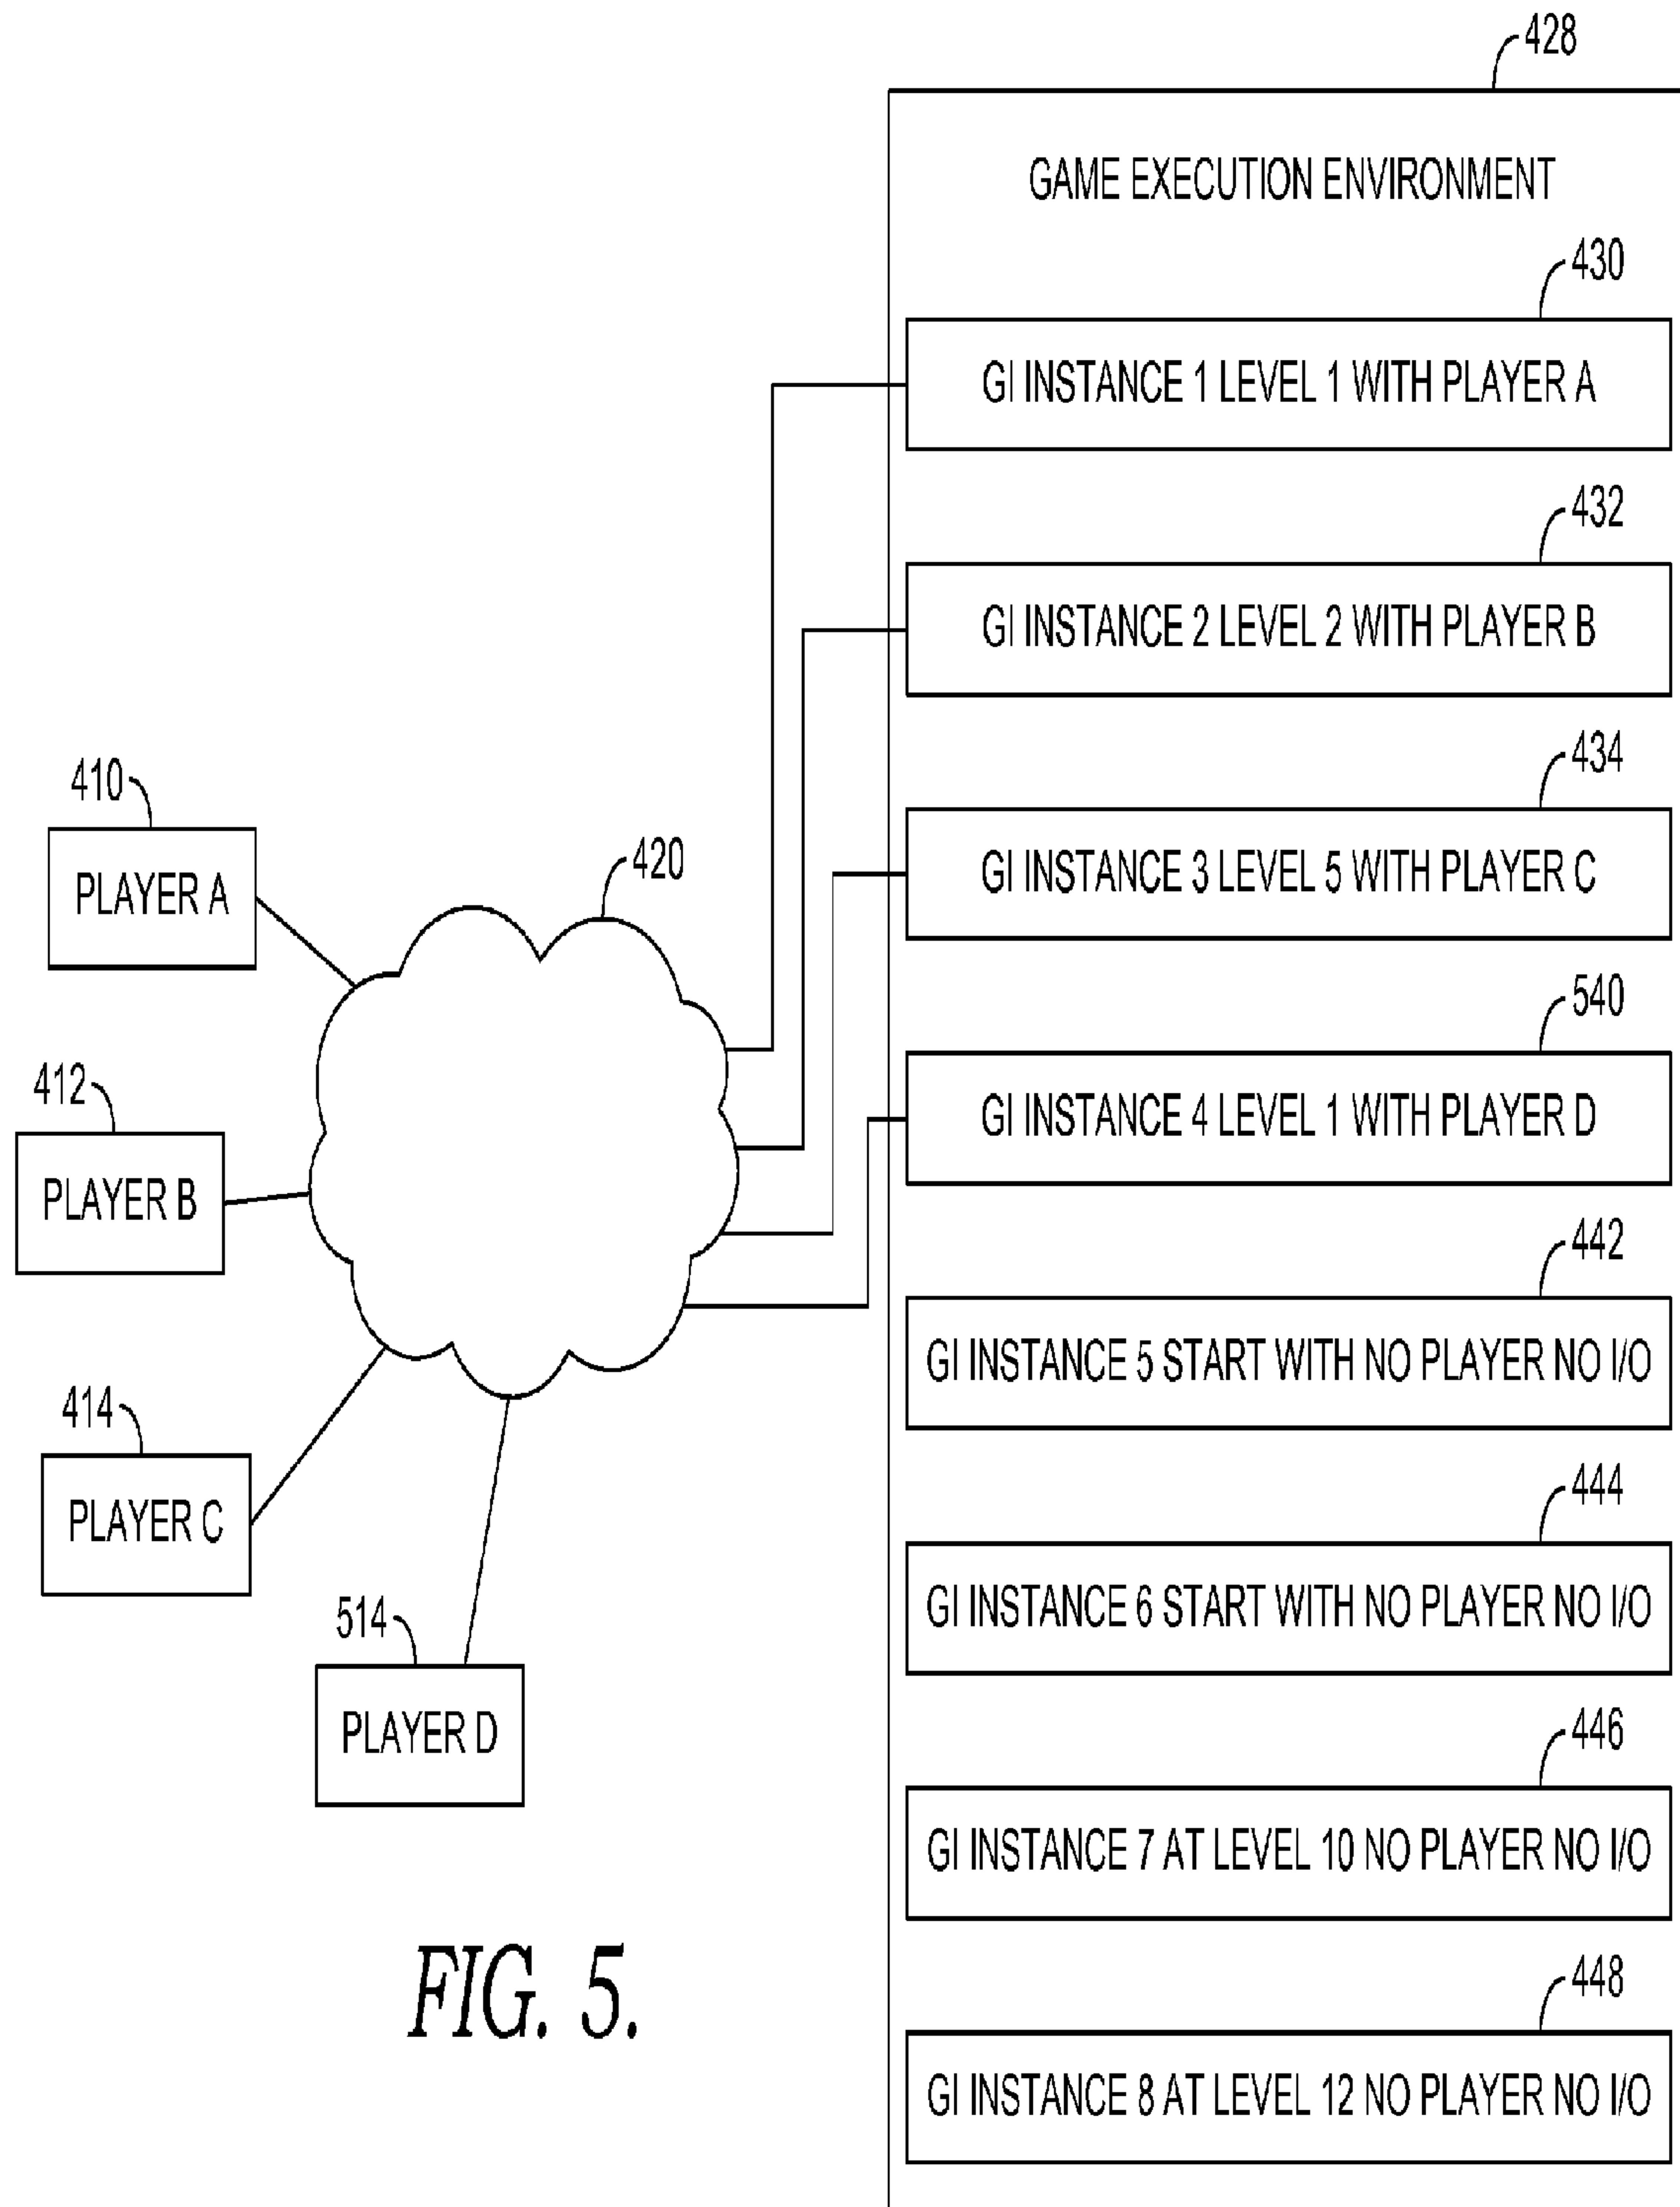 428
GAME EXECUTION ENVIRONMENT
430
GI INSTANCE 1 LEVEL 1 WITH PLAYER A
432
GI INSTANCE 2 LEVEL 2 WITH PLAYER B
434
GI INSTANCE 3 LEVEL 5 WITH PLAYER C
540
GI INSTANCE 4 LEVEL 1 WITH PLAYER D
442
GI INSTANCE 5 START WITH NO PLAYER NO I/O
444
GI INSTANCE 6 START WITH NO PLAYER NO I/O
446
GI INSTANCE 7 AT LEVEL 10 NO PLAYER NO I/O
448
GI INSTANCE 8 AT LEVEL 12 NO PLAYER NO I/O
410
PLAYER A
420
412
PLAYER B
414
PLAYER C
514
PLAYER D
FIG. 5.